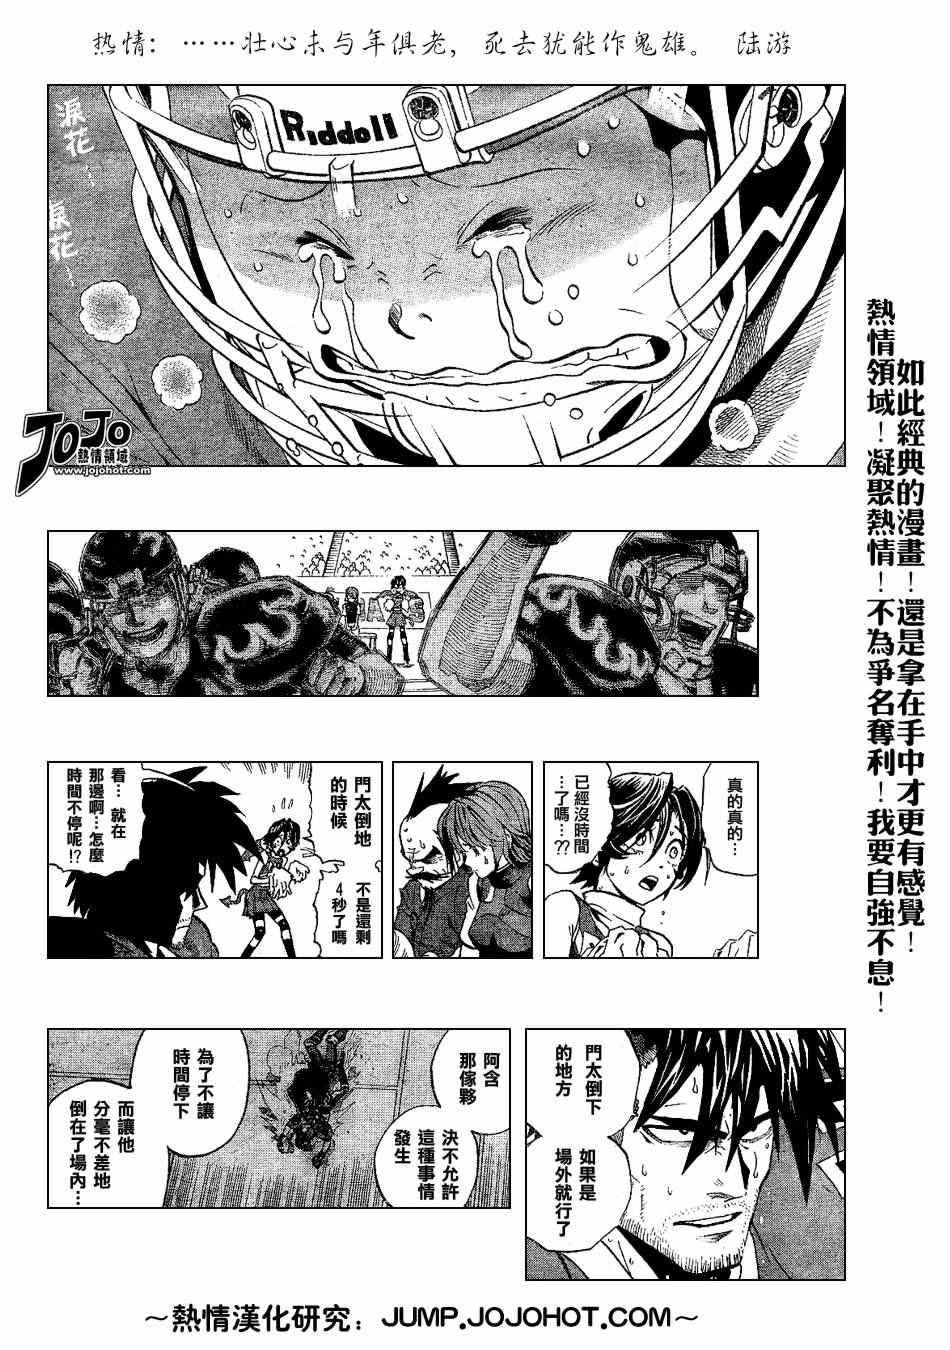 热情：……壮心未与年俱老，死去犹能作鬼雄。 陆游
Riddell
淚花…
淚花…
JOJO
熱情領域
www.jojohot.com
如此經典的漫畫！還是拿在手中才更有感覺！
熱情領域！凝聚熱情！不為爭名奪利！我要自強不息！
真的真的…
已經沒時間
…了嗎…??
門太倒地
的時候
不是還剩
4秒了嗎
看…就在
那邊啊…怎麼
時間不停呢!?
門太倒下
的地方
如果是
場外就行了
阿含
那傢夥
決不允許
這種事情
發生
為了不讓
時間停下
而讓他
分毫不差地
倒在了場內…
～熱情漢化研究：JUMP.JOJOHOT.COM～